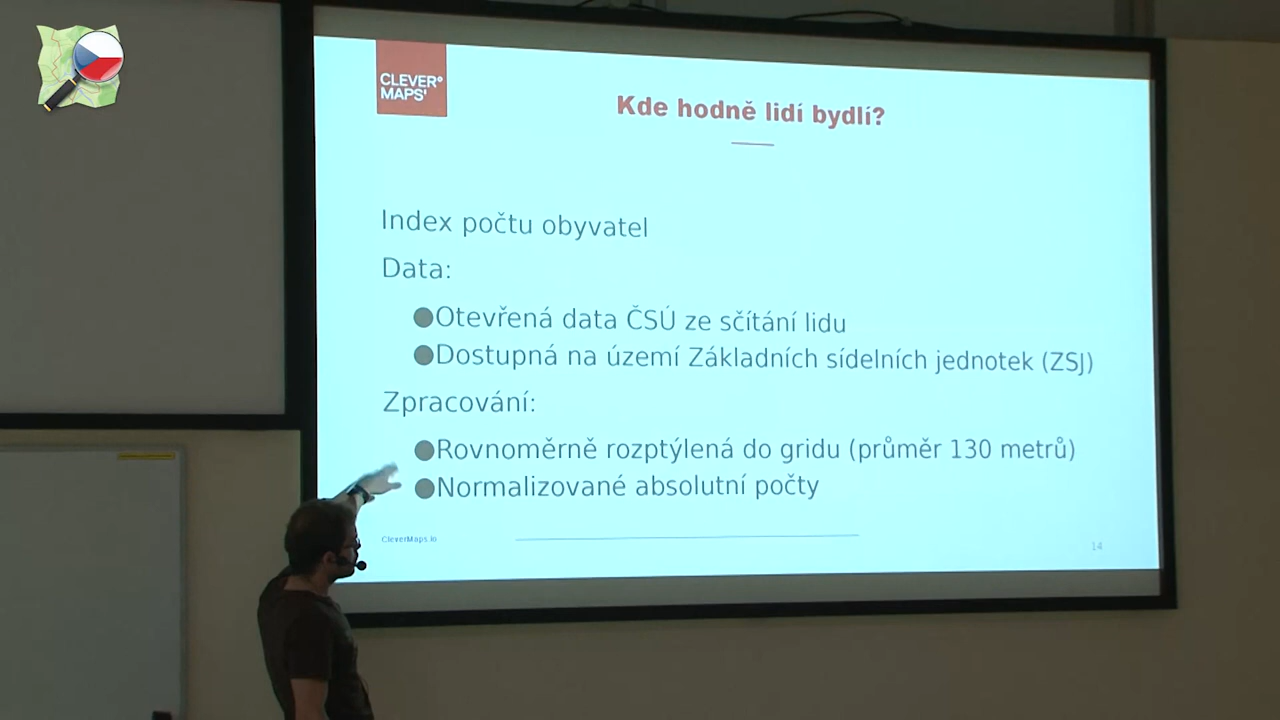 CLEVER°
MAPS'
Kde hodně lidí bydlí?
Index počtu obyvatel
Data:
●Otevřená data ČSÚ ze sčítání lidu
●Dostupná na území Základních sídelních jednotek (ZSJ)
Zpracování:
●Rovnoměrně rozptýlená do gridu (průměr 130 metrů)
●Normalizované absolutní počty
CleverMaps.io
14